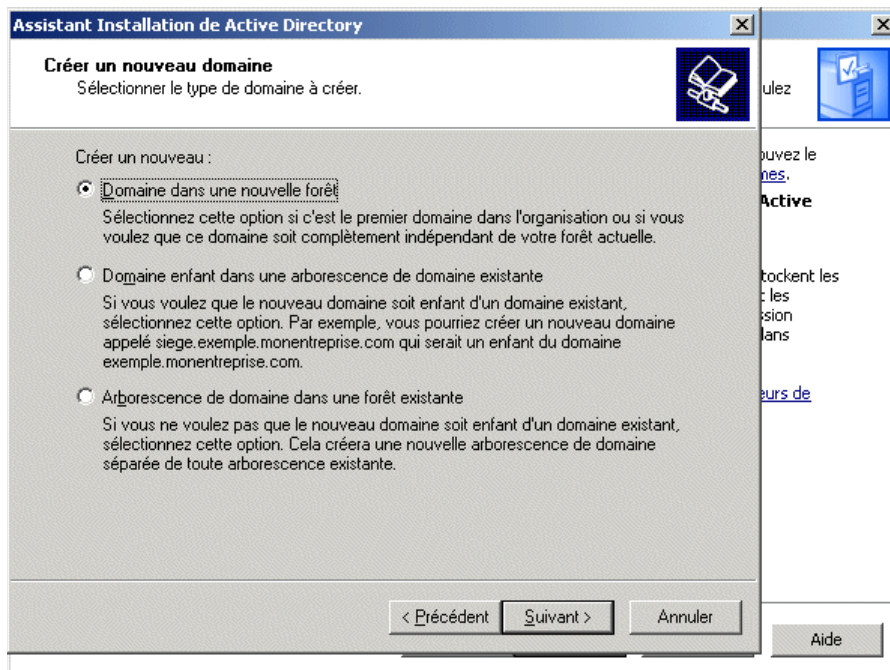 Assistant Installation de Active Directory
Créer un nouveau domaine
Sélectionner le type de domaine à créer.
Créer un nouveau :
Domaine dans une nouvelle forêt
Sélectionnez cette option si c'est le premier domaine dans l'organisation ou si vous
voulez que ce domaine soit complètement indépendant de votre forêt actuelle.
Domaine enfant dans une arborescence de domaine existante
Si vous voulez que le nouveau domaine soit enfant d'un domaine existant,
sélectionnez cette option. Par exemple, vous pourriez créer un nouveau domaine
appelé siege.exemple.monentreprise.com qui serait un enfant du domaine
exemple.monentreprise.com.
Arborescence de domaine dans une forêt existante
Si vous ne voulez pas que le nouveau domaine soit enfant d'un domaine existant,
sélectionnez cette option. Cela créera une nouvelle arborescence de domaine
séparée de toute arborescence existante.
< Précédent
Suivant >
Annuler
ulez
ouvez le
mes.
Active
tockent les
les
ssion
dans
eurs de
Aide